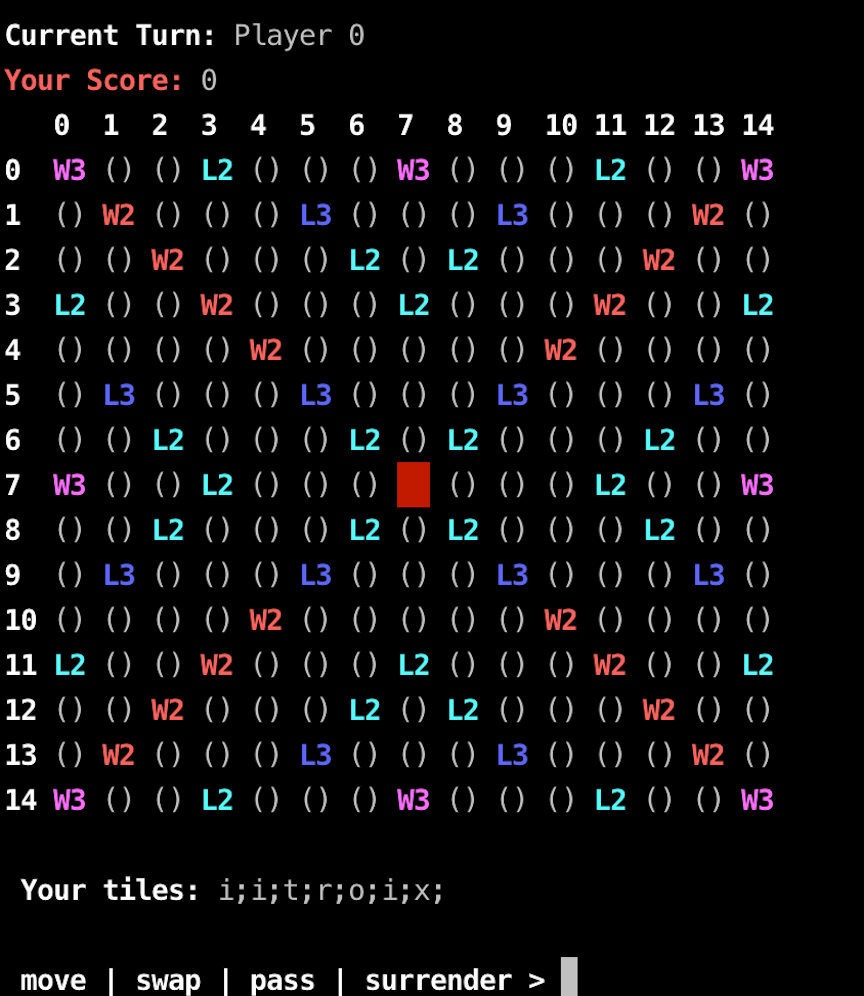 Current Turn: Player 0
Your Score: 0
0 1 2 3 4 5 6 7 8 9 10 11 12 13 14
0 W3 () () L2 () () () W3 () () () L2 () () W3
1 () W2 () () () L3 () () () L3 () () () W2 ()
2 () () W2 () () () L2 () L2 () () () W2 () ()
3 L2 () () W2 () () () L2 () () () W2 () () L2
4 () () () () W2 () () () () () W2 () () () ()
5 () L3 () () () L3 () () () L3 () () () L3 ()
6 () () L2 () () () L2 () L2 () () () L2 () ()
7 W3 () () L2 () () () () () () L2 () () W3
8 () () L2 () () () L2 () L2 () () () L2 () ()
9 () L3 () () () L3 () () () L3 () () () L3 ()
10 () () () () W2 () () () () () W2 () () () ()
11 L2 () () W2 () () () L2 () () () W2 () () L2
12 () () W2 () () () L2 () L2 () () () W2 () ()
13 () W2 () () () L3 () () () L3 () () () W2 ()
14 W3 () () L2 () () () W3 () () () L2 () () W3
Your tiles: i;i;t;r;o;i;x;
move | swap | pass | surrender >